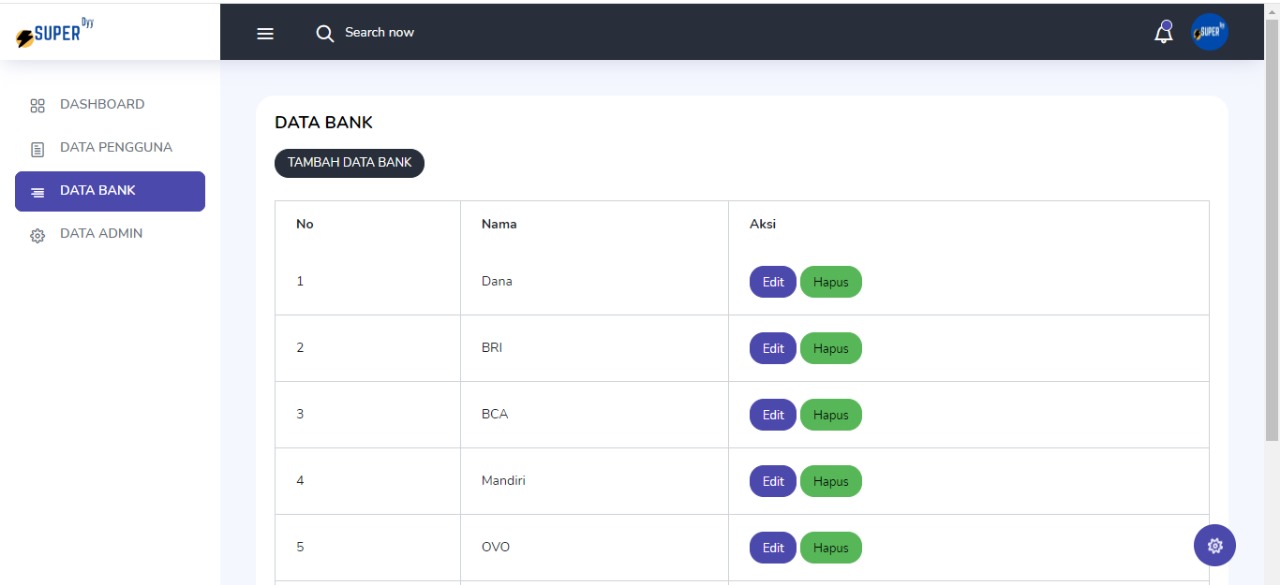 SUPER Dyy
Search now
SUPER Dyy
DASHBOARD
DATA PENGGUNA
DATA BANK
DATA ADMIN
DATA BANK
TAMBAH DATA BANK
No Nama Aksi
1 Dana Edit Hapus
2 BRI Edit Hapus
3 BCA Edit Hapus
4 Mandiri Edit Hapus
5 OVO Edit Hapus